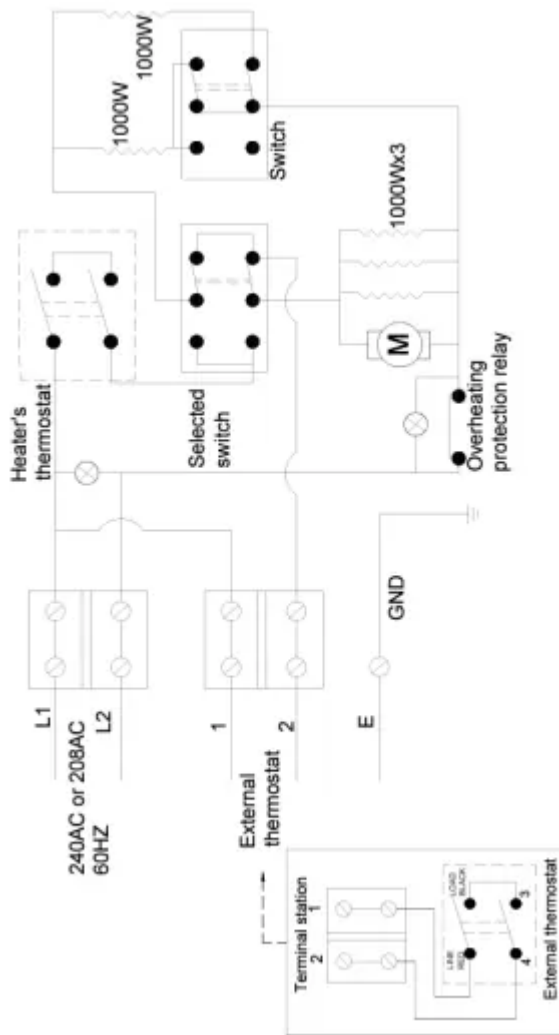 240AC or 208AC
60HZ
L1
L2
Heater's
thermostat
1000W
1000W
Switch
Selected
switch
External
thermostat
1
2
1000Wx3
M
Overheating
protection relay
E
GND
Terminal station
2
1
LINE
RED
LOAD
BLACK
4
3
External thermostat